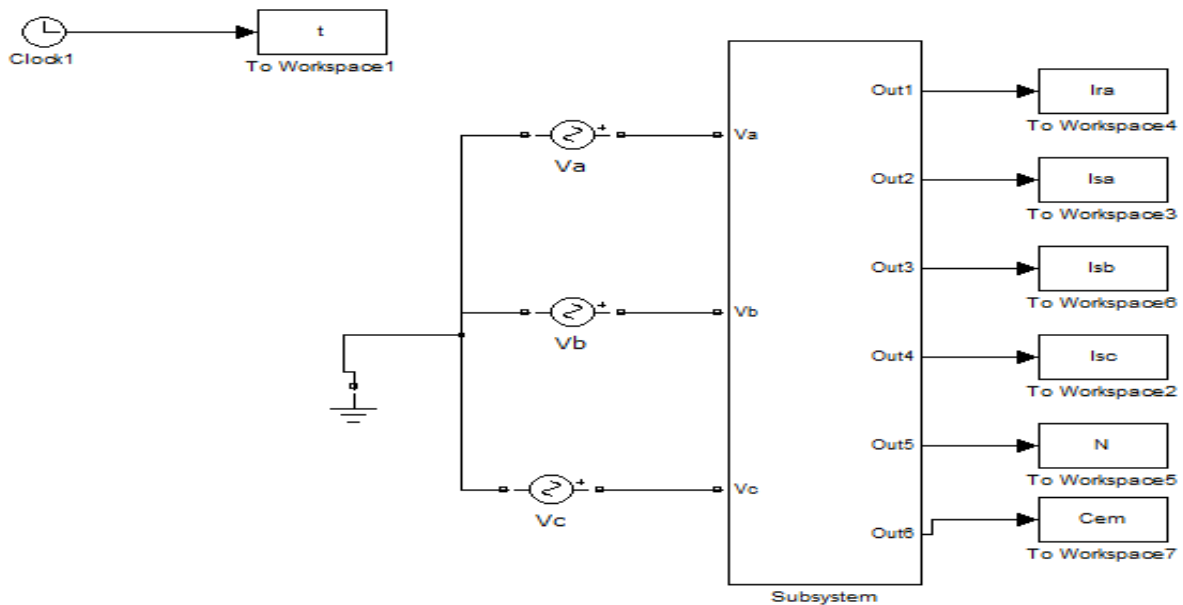 t
Clock1
To Workspace1
Va
Vb
Vc
Va
Vb
Vc
Out1
Out2
Out3
Out4
Out5
Out6
Subsystem
Ira
To Workspace4
Isa
To Workspace3
Isb
To Workspace6
Isc
To Workspace2
N
To Workspace5
Cem
To Workspace7